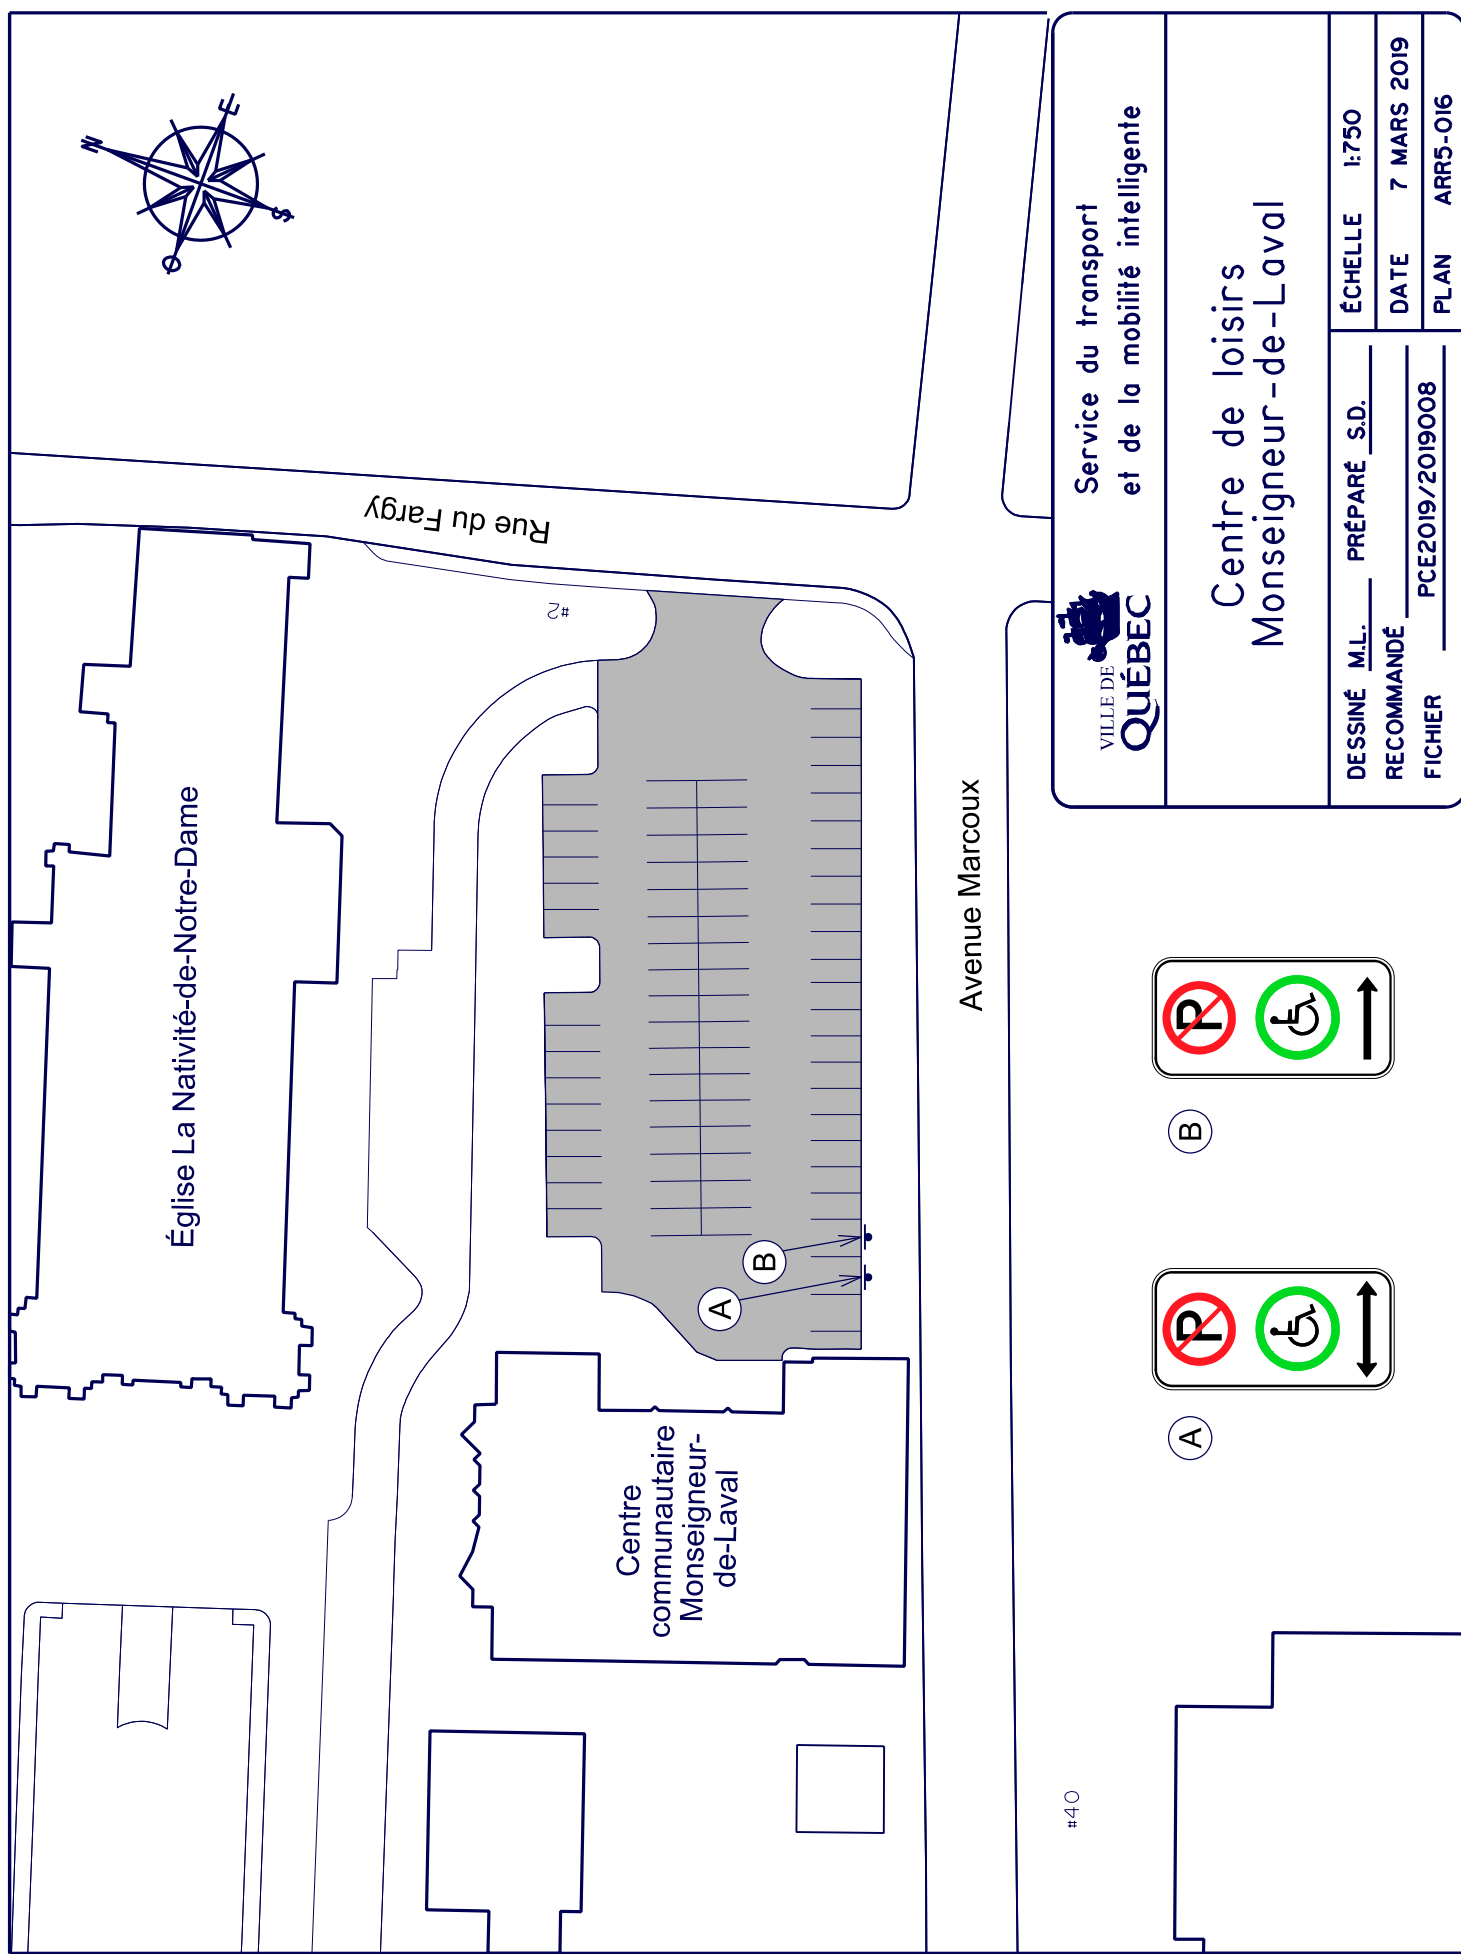 N
E
S
O
Rue du Fargy
#2
Église La Nativité-de-Notre-Dame
Avenue Marcoux
A
B
Centre
communautaire
Monseigneur-
de-Laval
#40
A
P
B
P
VILLE DE
QUÉBEC
Service du transport
et de la mobilité intelligente
Centre de loisirs
Monseigneur-de-Laval
DESSINÉ M.L. PRÉPARÉ S.D.
RECOMMANDÉ
FICHIER PCE2019/2019008
ÉCHELLE 1:750
DATE 7 MARS 2019
PLAN ARR5-016